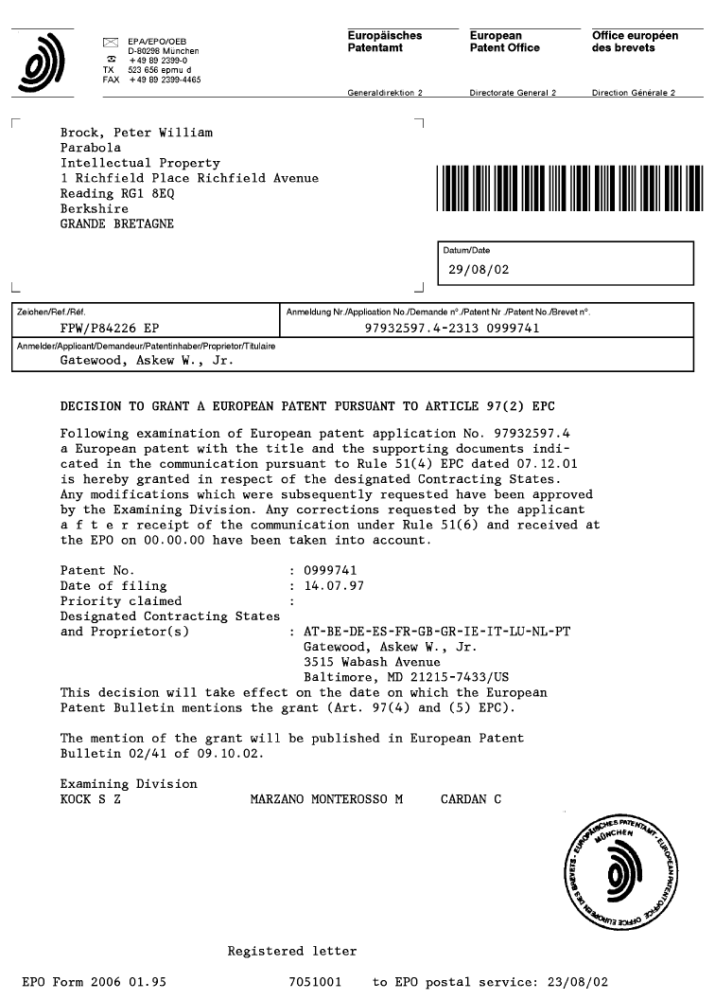 EPA/EPO/OEB
D-80298 München
+49 89 2399-0
TX 523 656 epmu d
FAX +49 89 2399-4465
Europäisches
Patentamt
European
Patent Office
Office européen
des brevets
Generaldirektion 2
Directorate General 2
Direction Générale 2
Brock, Peter William
Parabola
Intellectual Property
1 Richfield Place Richfield Avenue
Reading RG1 8EQ
Berkshire
GRANDE BRETAGNE
Datum/Date
29/08/02
Zeichen/Ref./Réf.
FPW/P84226 EP
Anmeldung Nr./Application No./Demande n°./Patent Nr./Patent No./Brevet n°.
97932597.4-2313 0999741
Anmelder/Applicant/Demandeur/Patentinhaber/Proprietor/Titulaire
Gatewood, Askew W., Jr.
DECISION TO GRANT A EUROPEAN PATENT PURSUANT TO ARTICLE 97(2) EPC
Following examination of European patent application No. 97932597.4
a European patent with the title and the supporting documents indi-
cated in the communication pursuant to Rule 51(4) EPC dated 07.12.01
is hereby granted in respect of the designated Contracting States.
Any modifications which were subsequently requested have been approved
by the Examining Division. Any corrections requested by the applicant
a f t e r receipt of the communication under Rule 51(6) and received at
the EPO on 00.00.00 have been taken into account.
Patent No. : 0999741
Date of filing : 14.07.97
Priority claimed :
Designated Contracting States
and Proprietor(s) : AT-BE-DE-ES-FR-GB-GR-IE-IT-LU-NL-PT
Gatewood, Askew W., Jr.
3515 Wabash Avenue
Baltimore, MD 21215-7433/US
This decision will take effect on the date on which the European
Patent Bulletin mentions the grant (Art. 97(4) and (5) EPC).
The mention of the grant will be published in European Patent
Bulletin 02/41 of 09.10.02.
Examining Division
KOCK S Z MARZANO MONTEROSSO M CARDAN C
EUROPÄISCHES PATENTAMT - EUROPEAN PATENT OFFICE OFFICE EUROPEEN DES BREVETS -
MÜNCHEN
Registered letter
EPO Form 2006 01.95 7051001 to EPO postal service: 23/08/02